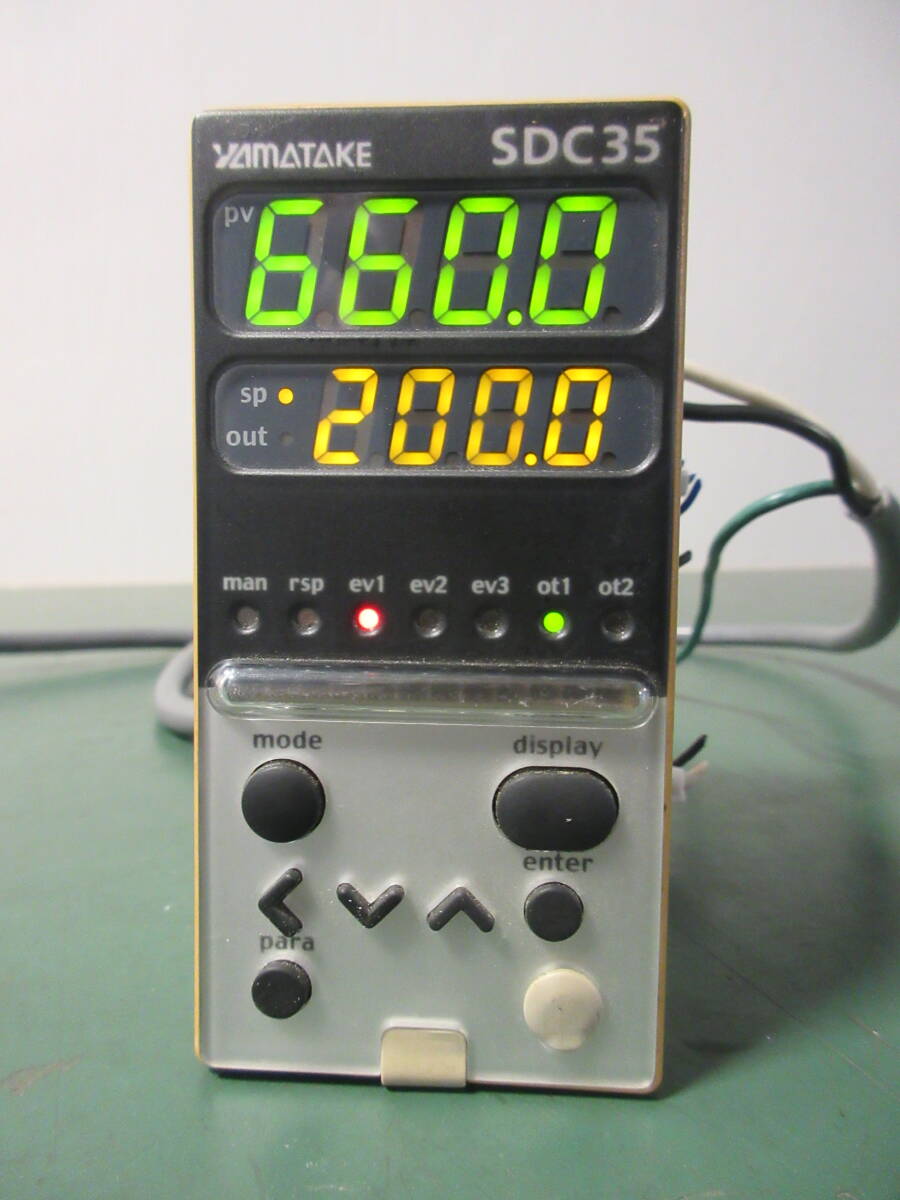 YAMATAKE SDC35
pv 660.0
sp 200.0
out
man rsp ev1 ev2 ev3 ot1 ot2
mode display
enter
para